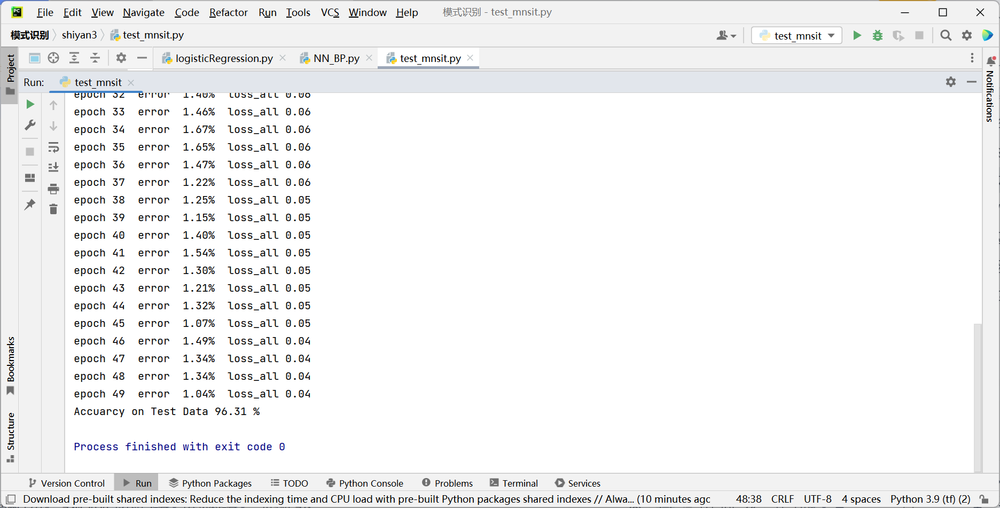 File Edit View Navigate Code Refactor Run Tools VCS Window Help 模式识别 - test_mnsit.py
模式识别 shiyan3 test_mnsit.py test_mnsit
logisticRegression.py NN_BP.py test_mnsit.py
Project
Run: test_mnsit
Notifications
epoch 32 error 1.40% loss_all 0.06
epoch 33 error 1.46% loss_all 0.06
epoch 34 error 1.67% loss_all 0.06
epoch 35 error 1.65% loss_all 0.06
epoch 36 error 1.47% loss_all 0.06
epoch 37 error 1.22% loss_all 0.06
epoch 38 error 1.25% loss_all 0.05
epoch 39 error 1.15% loss_all 0.05
epoch 40 error 1.40% loss_all 0.05
epoch 41 error 1.54% loss_all 0.05
epoch 42 error 1.30% loss_all 0.05
epoch 43 error 1.21% loss_all 0.05
epoch 44 error 1.32% loss_all 0.05
epoch 45 error 1.07% loss_all 0.05
epoch 46 error 1.49% loss_all 0.04
epoch 47 error 1.34% loss_all 0.04
epoch 48 error 1.34% loss_all 0.04
epoch 49 error 1.04% loss_all 0.04
Accuarcy on Test Data 96.31 %
Process finished with exit code 0
Bookmarks
Structure
Version Control Run Python Packages TODO Python Console Problems Terminal Services
Download pre-built shared indexes: Reduce the indexing time and CPU load with pre-built Python packages shared indexes // Alwa... (10 minutes agc 48:38 CRLF UTF-8 4 spaces Python 3.9 (tf) (2)